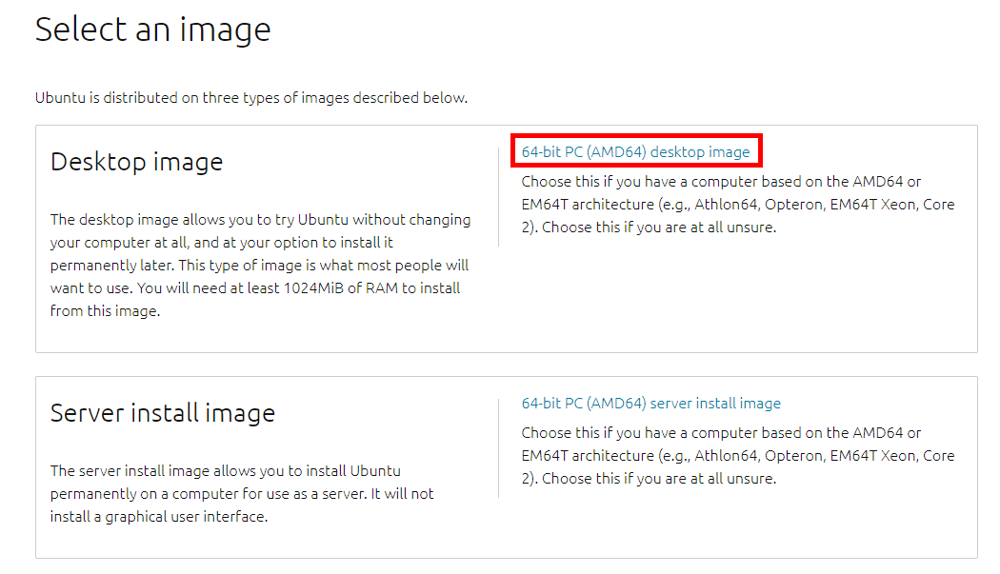 Select an image
Ubuntu is distributed on three types of images described below.
Desktop image
The desktop image allows you to try Ubuntu without changing
your computer at all, and at your option to install it
permanently later. This type of image is what most people will
want to use. You will need at least 1024MiB of RAM to install
from this image.
64-bit PC (AMD64) desktop image
Choose this if you have a computer based on the AMD64 or
EM64T architecture (e.g., Athlon64, Opteron, EM64T Xeon, Core
2). Choose this if you are at all unsure.
Server install image
The server install image allows you to install Ubuntu
permanently on a computer for use as a server. It will not
install a graphical user interface.
64-bit PC (AMD64) server install image
Choose this if you have a computer based on the AMD64 or
EM64T architecture (e.g., Athlon64, Opteron, EM64T Xeon, Core
2). Choose this if you are at all unsure.